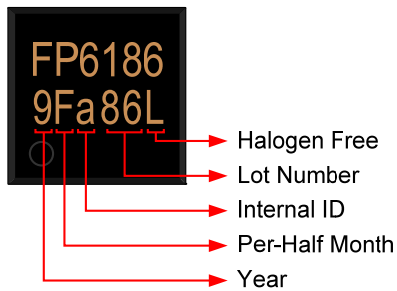 FP6186
9Fa86L
Halogen Free
Lot Number
Internal ID
Per-Half Month
Year